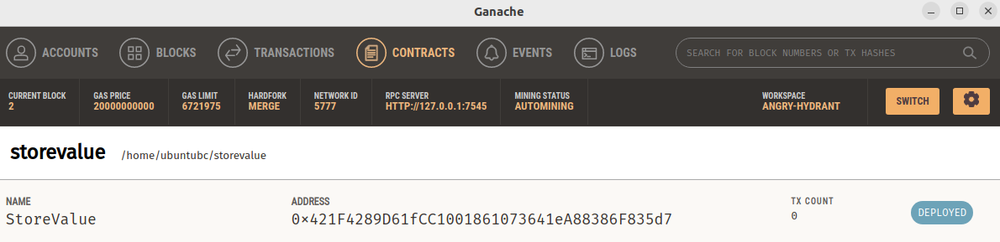 Ganache
ACCOUNTS BLOCKS TRANSACTIONS CONTRACTS EVENTS LOGS SEARCH FOR BLOCK NUMBERS OR TX HASHES
CURRENT BLOCK GAS PRICE GAS LIMIT HARDFORK NETWORK ID RPC SERVER MINING STATUS WORKSPACE
2 20000000000 6721975 MERGE 5777 HTTP://127.0.0.1:7545 AUTOMINING ANGRY-HYDRANT SWITCH
storevalue /home/ubuntubc/storevalue
NAME ADDRESS TX COUNT
StoreValue 0×421F4289D61fCC1001861073641eA88386F835d7 0 DEPLOYED